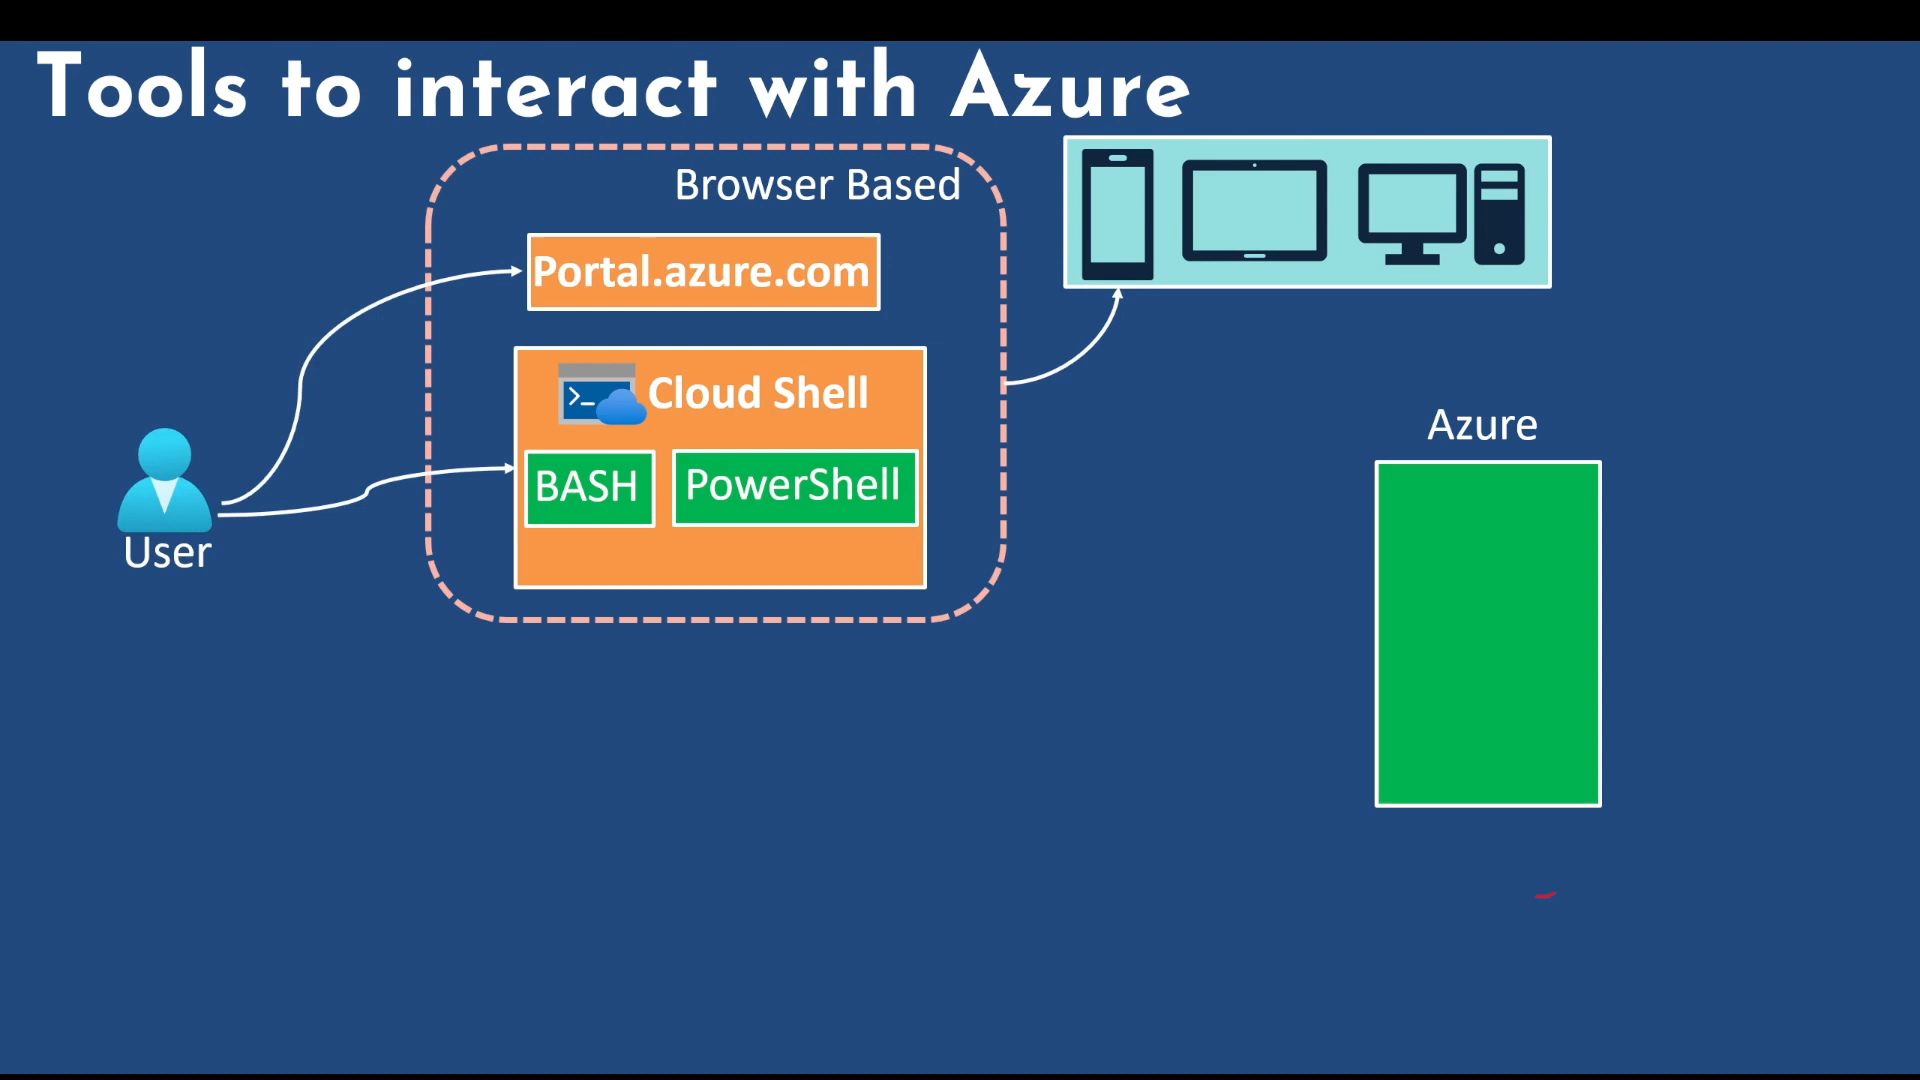 Tools to interact with Azure
Browser Based
Portal.azure.com
>_ Cloud Shell
BASH
PowerShell
User
Azure